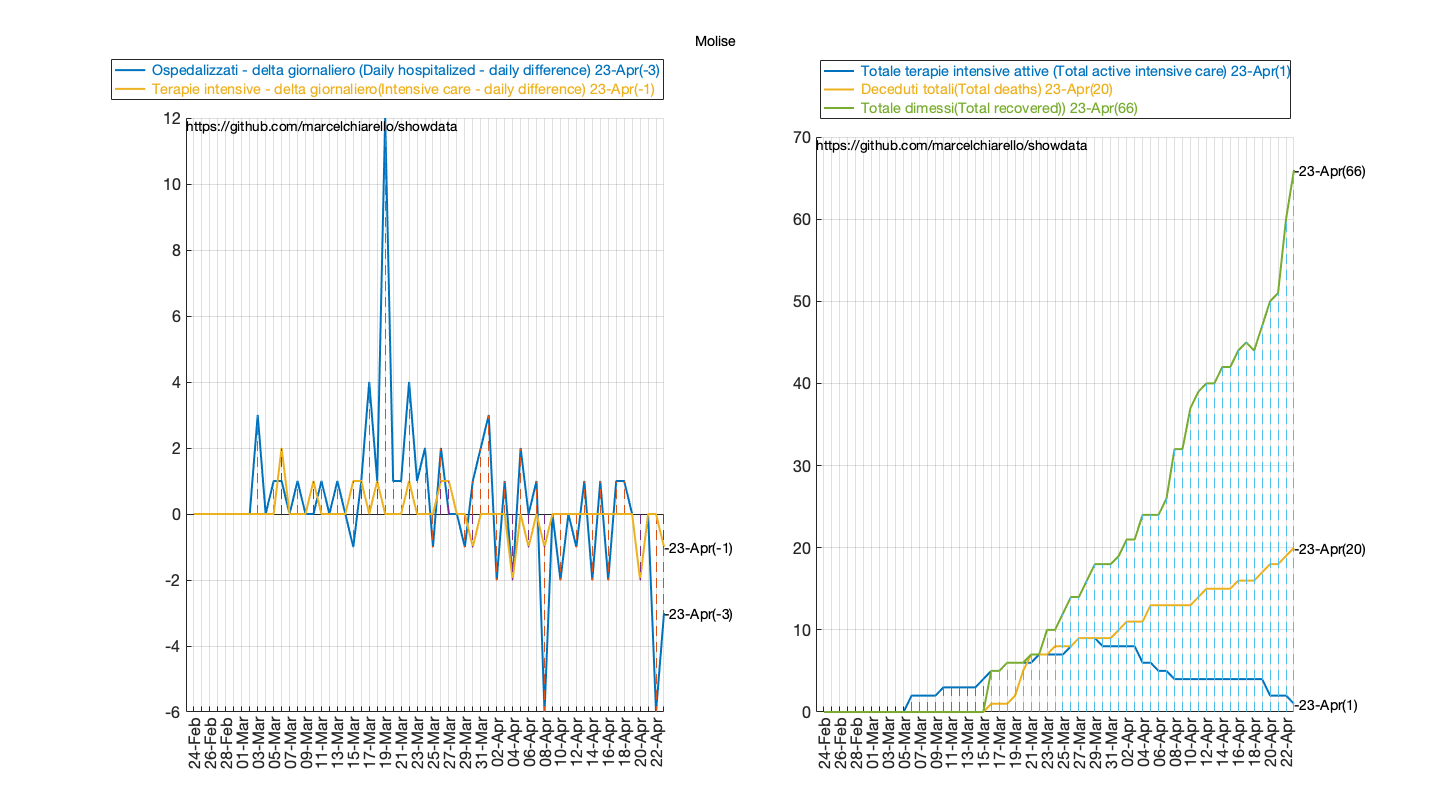 Molise
Ospedalizzati - delta giornaliero (Daily hospitalized - daily difference) 23-Apr(-3)
Terapie intensive - delta giornaliero(Intensive care - daily difference) 23-Apr(-1)
https://github.com/marcelchiarello/showdata
12
10
8
6
4
2
0
-2
-4
-6
-23-Apr(-1)
-23-Apr(-3)
24-Feb
26-Feb
28-Feb
01-Mar
03-Mar
05-Mar
07-Mar
09-Mar
11-Mar
13-Mar
15-Mar
17-Mar
19-Mar
21-Mar
23-Mar
25-Mar
27-Mar
29-Mar
31-Mar
02-Apr
04-Apr
06-Apr
08-Apr
10-Apr
12-Apr
14-Apr
16-Apr
18-Apr
20-Apr
22-Apr
Totale terapie intensive attive (Total active intensive care) 23-Apr(1)
Deceduti totali(Total deaths) 23-Apr(20)
Totale dimessi(Total recovered)) 23-Apr(66)
https://github.com/marcelchiarello/showdata
70
60
50
40
30
20
10
0
-23-Apr(66)
-23-Apr(20)
-23-Apr(1)
24-Feb
26-Feb
28-Feb
01-Mar
03-Mar
05-Mar
07-Mar
09-Mar
11-Mar
13-Mar
15-Mar
17-Mar
19-Mar
21-Mar
23-Mar
25-Mar
27-Mar
29-Mar
31-Mar
02-Apr
04-Apr
06-Apr
08-Apr
10-Apr
12-Apr
14-Apr
16-Apr
18-Apr
20-Apr
22-Apr